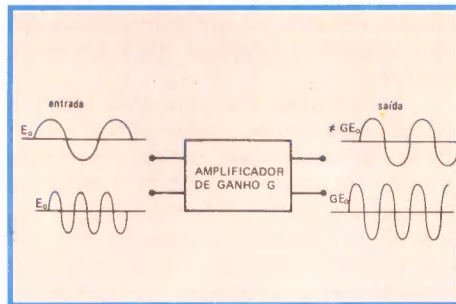 entrada
saída
E₀
≠ GE₀
AMPLIFICADOR
DE GANHO G
E₀
GE₀